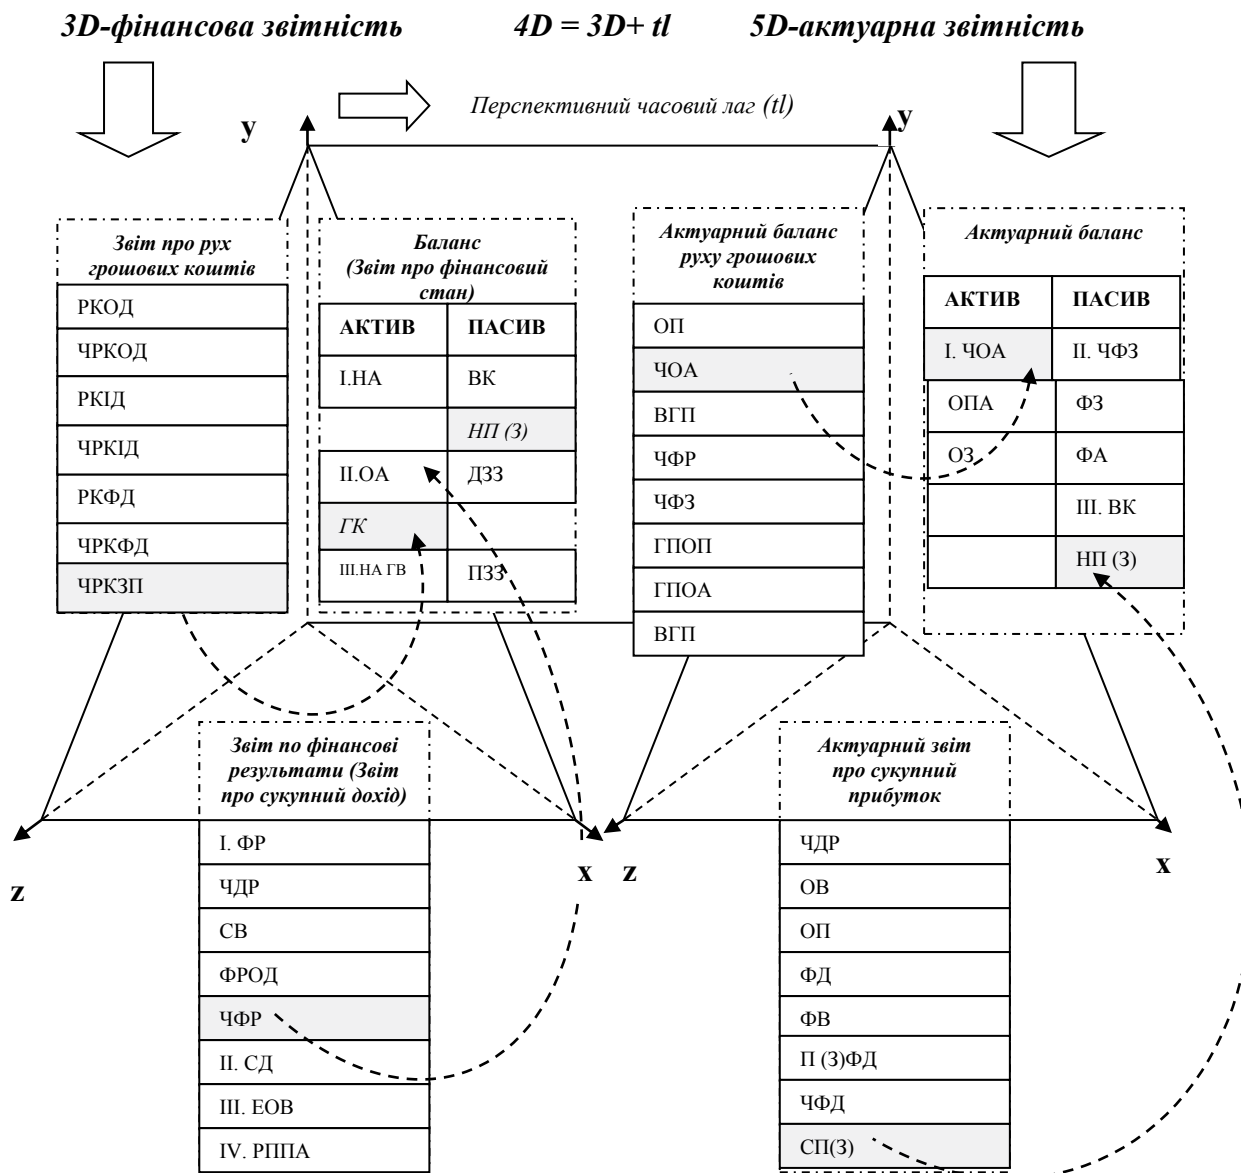 3D-фінансова звітність
4D = 3D+ tl
5D-актуарна звітність
Перспективний часовий лаг (tl)
y
y
Звіт про рух
грошових коштів
РКОД
ЧРКОД
РКІД
ЧРКІД
РКФД
ЧРКФД
ЧРКЗП
Баланс
(Звіт про фінансовий
стан)
АКТИВ ПАСИВ
І.НА ВК
НП (З)
ІІ.ОА ДЗЗ
ГК
ІІІ.НА ГВ ПЗЗ
Актуарний баланс
руху грошових
коштів
ОП
ЧОА
ВГП
ЧФР
ЧФЗ
ГПОП
ГПОА
ВГП
Актуарний баланс
АКТИВ ПАСИВ
І. ЧОА ІІ. ЧФЗ
ОПА ФЗ
ОЗ ФА
ІІІ. ВК
НП (З)
Звіт по фінансові
результати (Звіт
про сукупний дохід)
І. ФР
ЧДР
СВ
ФРОД
ЧФР
ІІ. СД
ІІІ. ЕОВ
IV. РППА
Актуарний звіт
про сукупний
прибуток
ЧДР
ОВ
ОП
ФД
ФВ
П (З)ФД
ЧФД
СП(З)
z
x
z
x